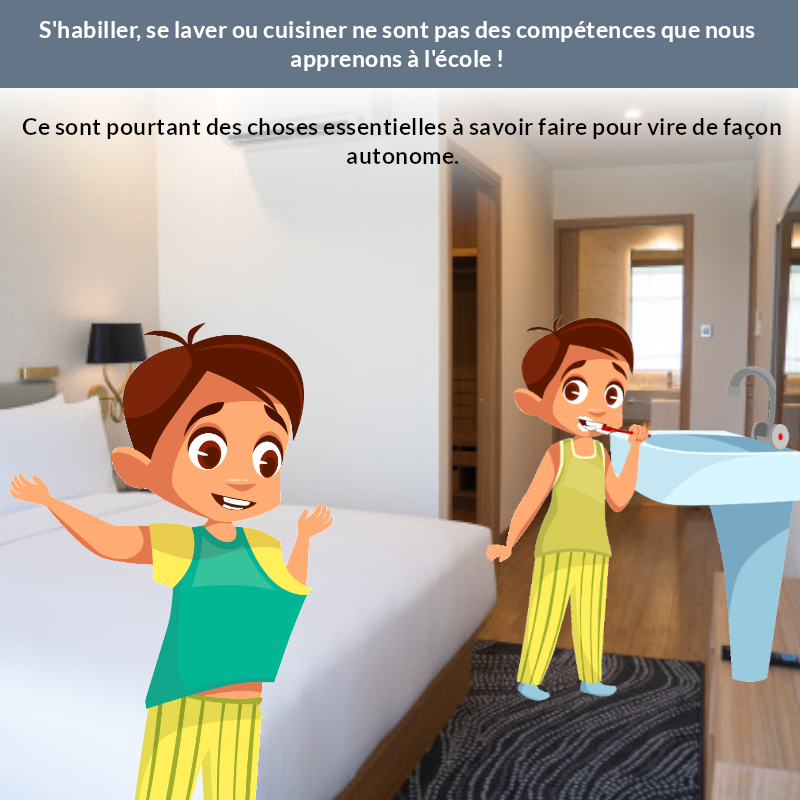 S'habiller, se laver ou cuisiner ne sont pas des compétences que nous
apprenons à l'école !
Ce sont pourtant des choses essentielles à savoir faire pour vire de façon
autonome.